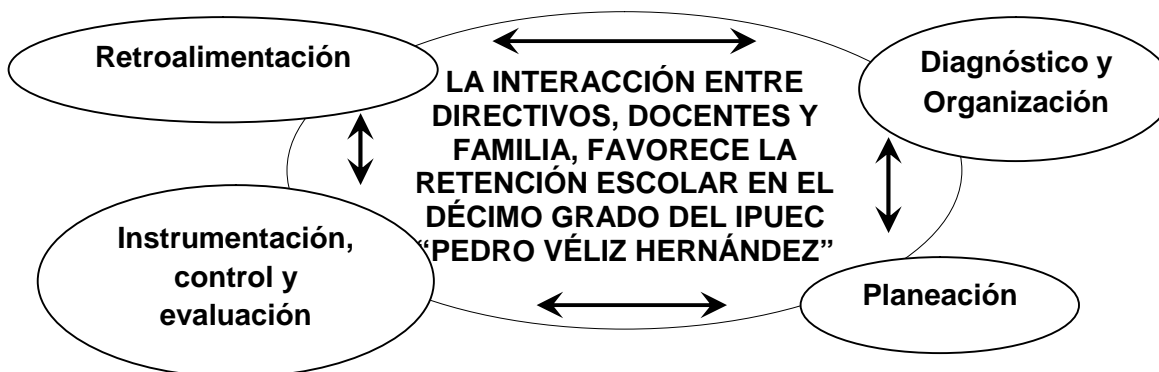 Retroalimentación
Diagnóstico y
Organización
LA INTERACCIÓN ENTRE
DIRECTIVOS, DOCENTES Y
FAMILIA, FAVORECE LA
RETENCIÓN ESCOLAR EN EL
DÉCIMO GRADO DEL IPUEC
“PEDRO VÉLIZ HERNÁNDEZ”
Instrumentación,
control y
evaluación
Planeación